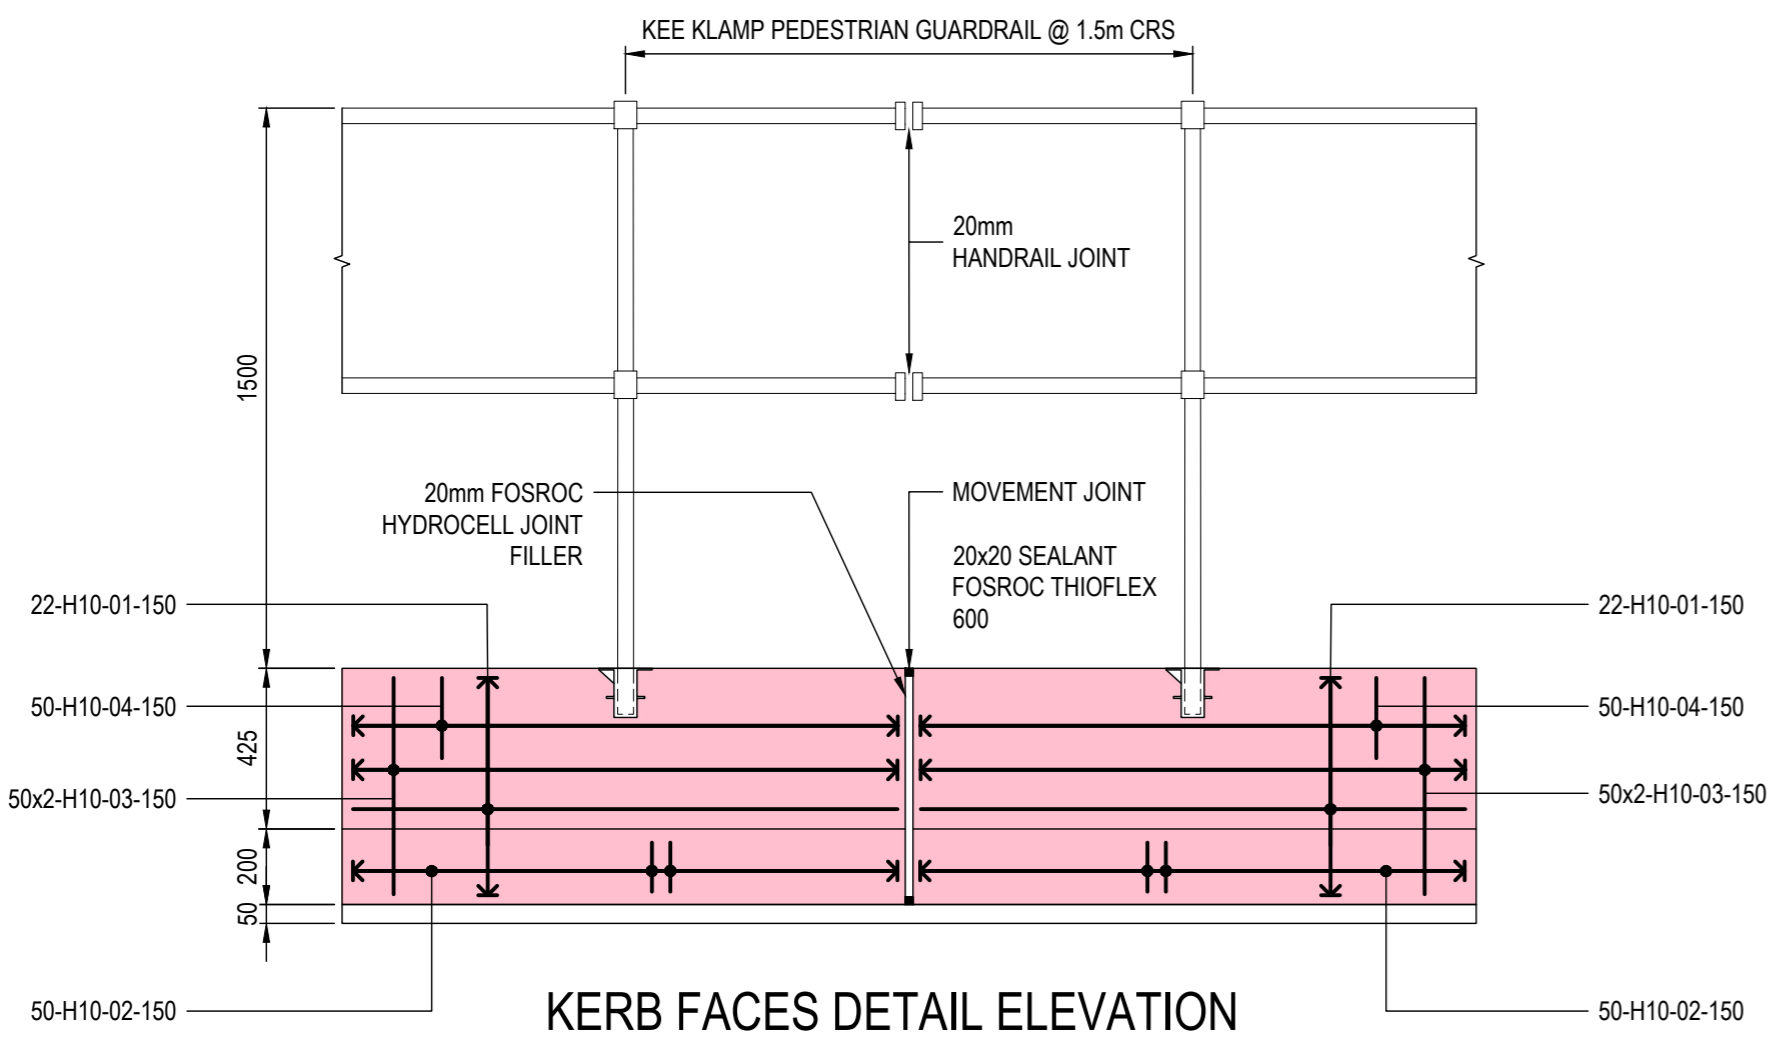 KEE KLAMP PEDESTRIAN GUARDRAIL @ 1.5m CRS
20mm
HANDRAIL JOINT
1500
20mm FOSROC
HYDROCELL JOINT
FILLER
MOVEMENT JOINT
20x20 SEALANT
FOSROC THIOFLEX
600
22-H10-01-150
22-H10-01-150
50-H10-04-150
50-H10-04-150
425
50x2-H10-03-150
50x2-H10-03-150
200
50
50-H10-02-150
50-H10-02-150
KERB FACES DETAIL ELEVATION